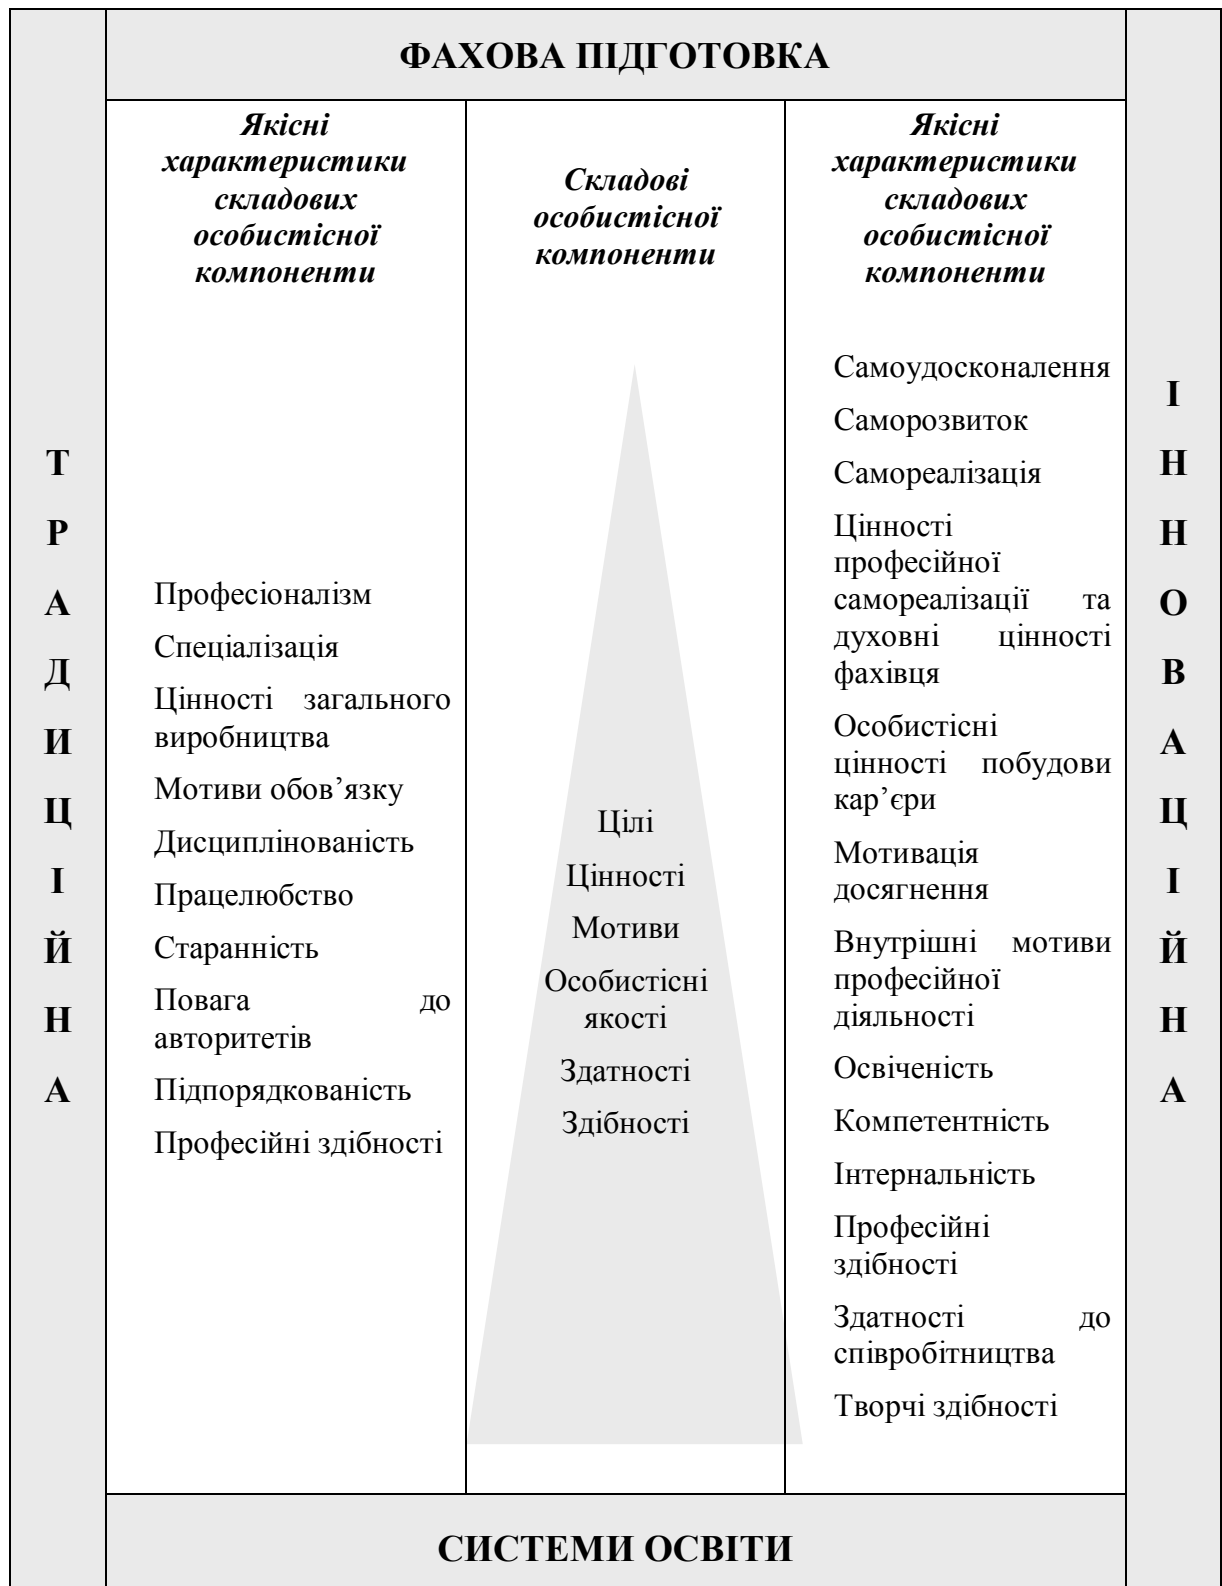 ФАХОВА ПІДГОТОВКА
Т
Р
А
Д
И
Ц
І
Й
Н
А
Якісні
характеристики
складових
особистісної
компоненти
Професіоналізм
Спеціалізація
Цінності загального
виробництва
Мотиви обов’язку
Дисциплінованість
Працелюбство
Старанність
Повага до
авторитетів
Підпорядкованість
Професійні здібності
Складові
особистісної
компоненти
Цілі
Цінності
Мотиви
Особистісні
якості
Здатності
Здібності
Якісні
характеристики
складових
особистісної
компоненти
Самоудосконалення
Саморозвиток
Самореалізація
Цінності
професійної
самореалізації та
духовні цінності
фахівця
Особистісні
цінності побудови
кар’єри
Мотивація
досягнення
Внутрішні мотиви
професійної
діяльності
Освіченість
Компетентність
Інтернальність
Професійні
здібності
Здатності до
співробітництва
Творчі здібності
І
Н
Н
О
В
А
Ц
І
Й
Н
А
СИСТЕМИ ОСВІТИ